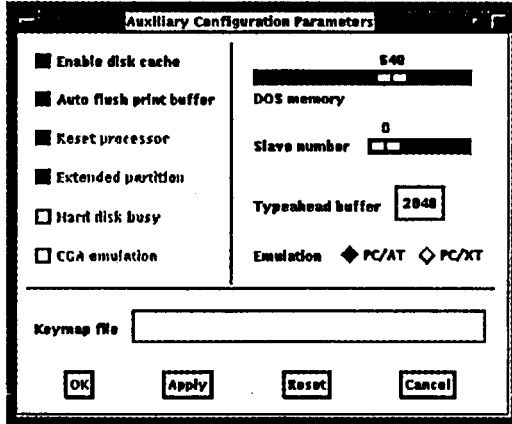 Auxiliary Configuration Parameters
Enable disk cache
Auto flush print buffer
Reset processor
Extended partition
Hard disk busy
CGA emulation
640
DOS memory
0
Slave number
Typeahead buffer 2048
Emulation PC/AT PC/XT
Keymap file
OK Apply Reset Cancel